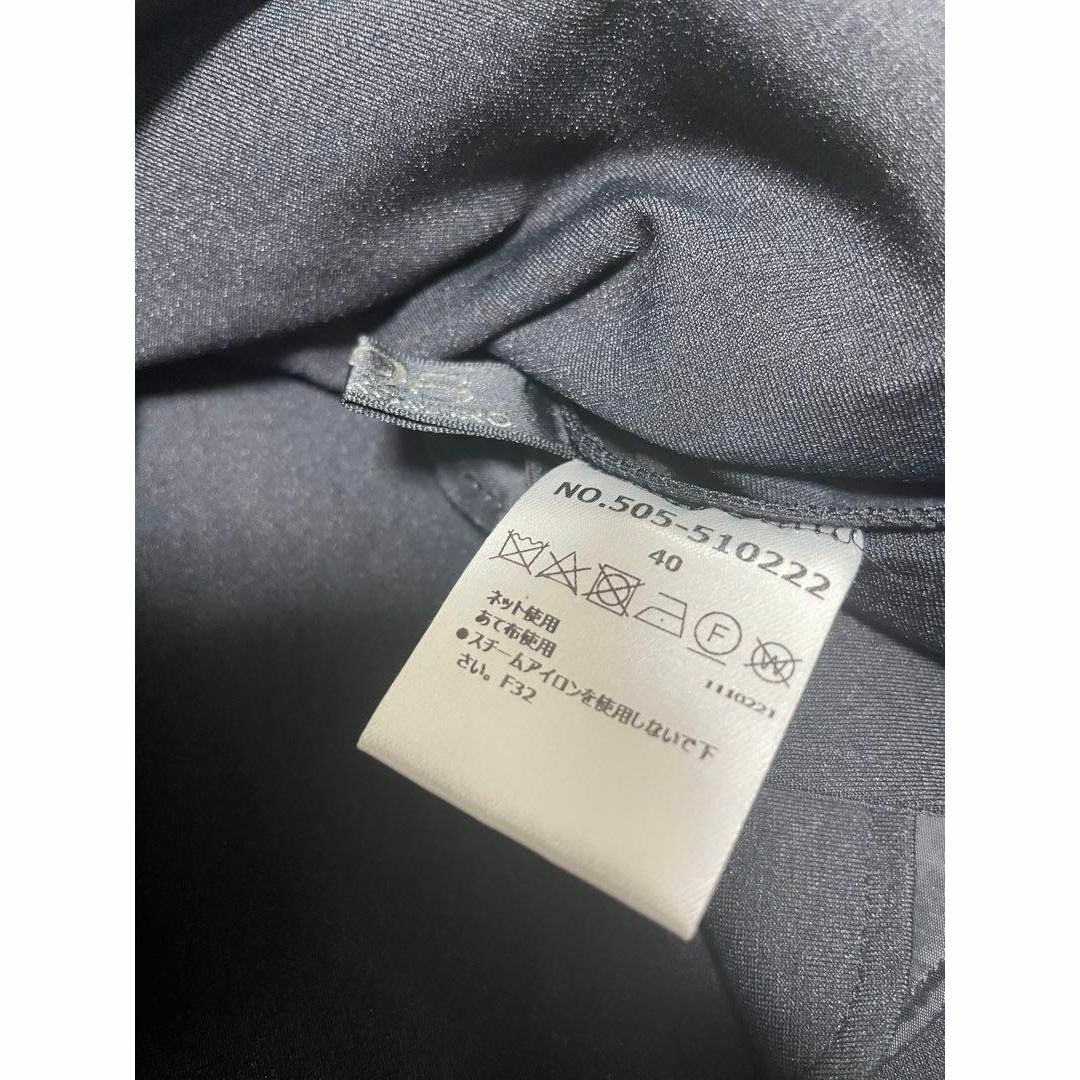 NO.505-510222
40
F W
1110221
ネット使用
あて布使用
●スチームアイロンを使用しないで下
さい。F32